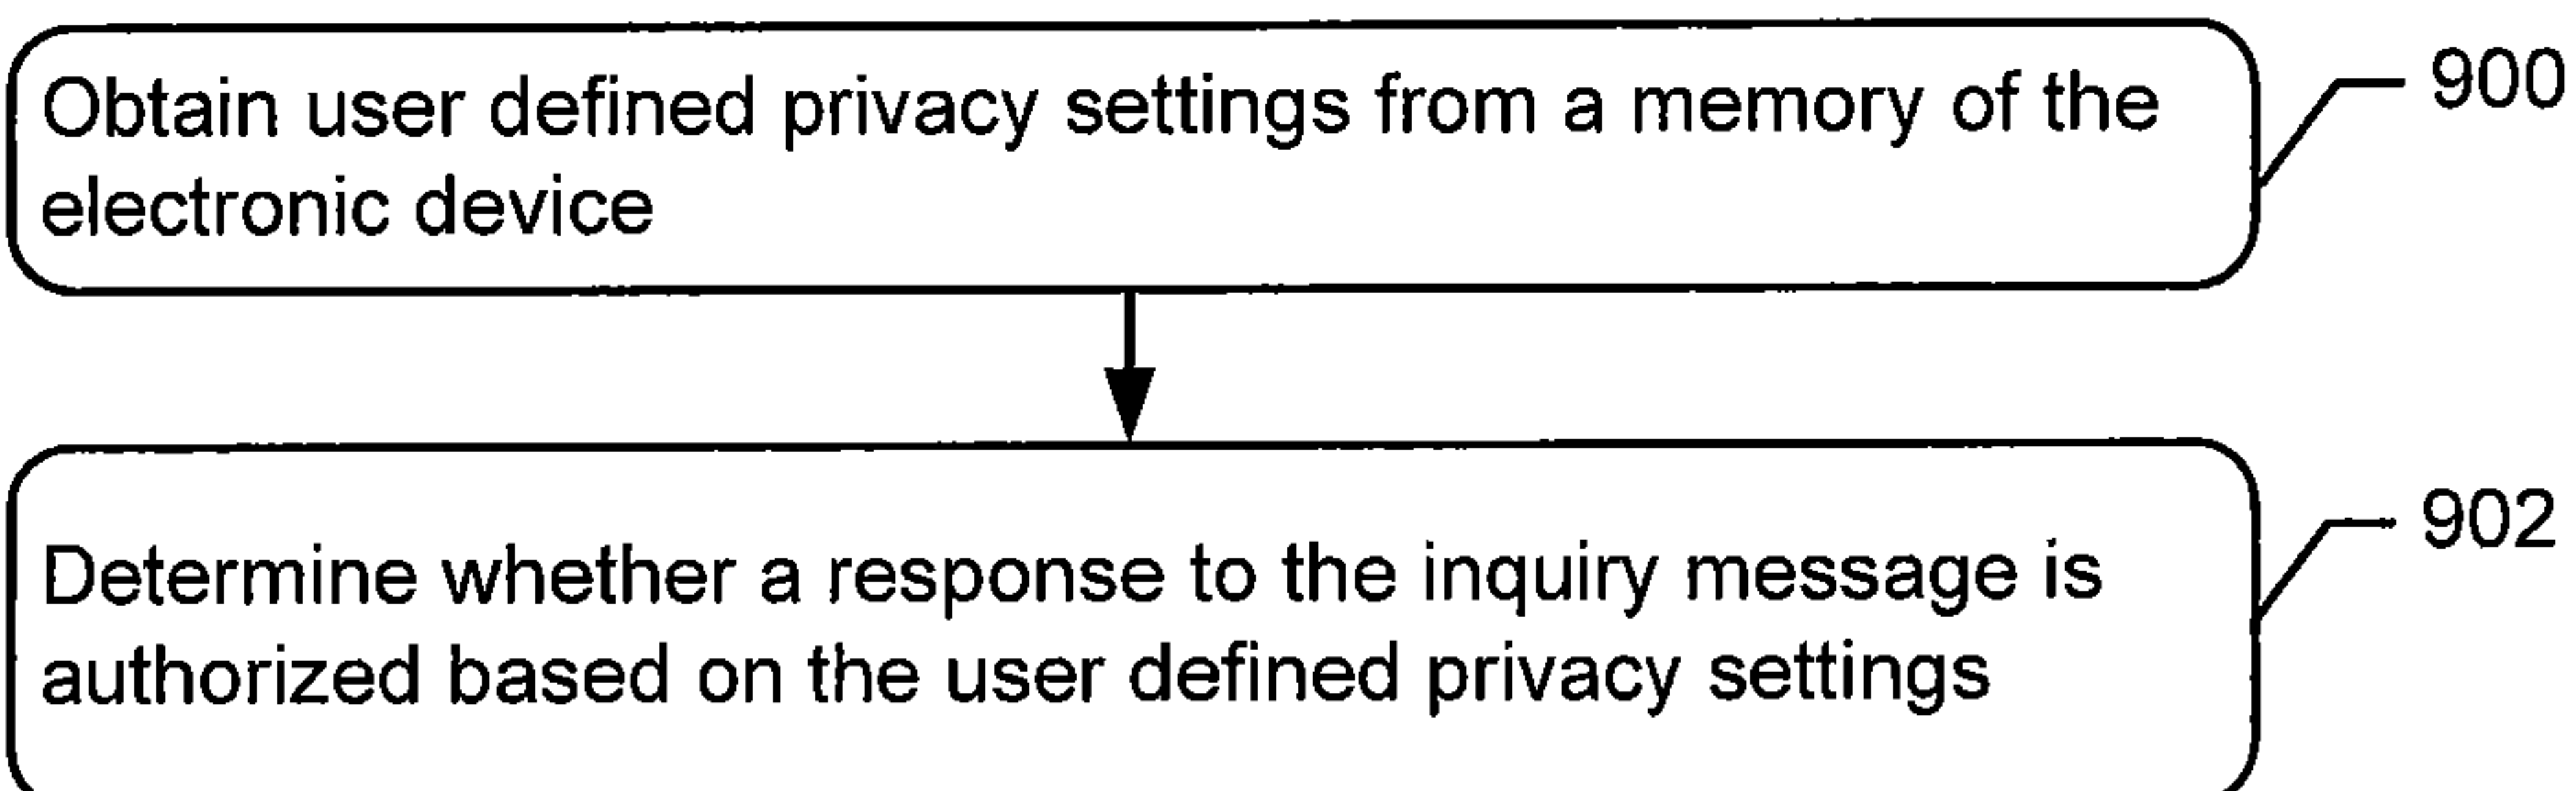 Obtain user defined privacy settings from a memory of the
electronic device
900
Determine whether a response to the inquiry message is
authorized based on the user defined privacy settings
902